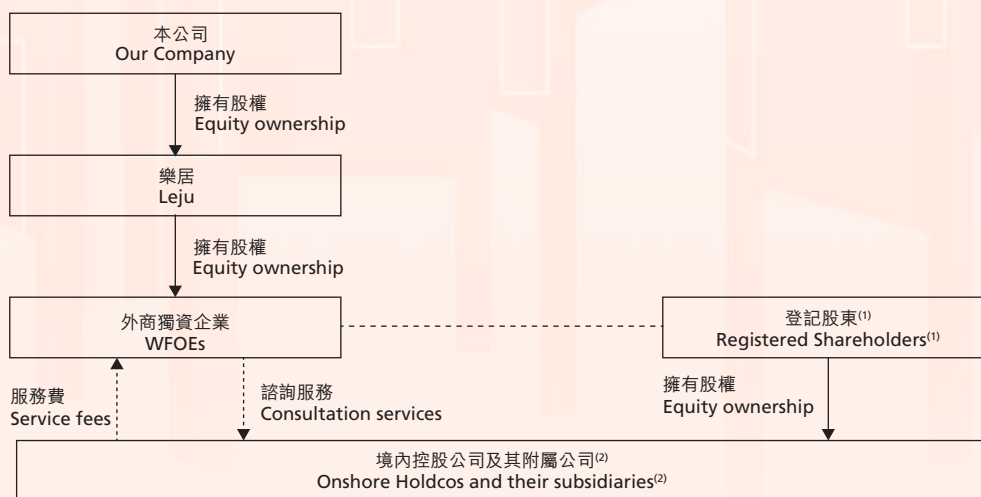 本公司
Our Company
擁有股權
Equity ownership
樂居
Leju
擁有股權
Equity ownership
外商獨資企業
WFOEs
登記股東(1)
Registered Shareholders(1)
服務費
Service fees
諮詢服務
Consultation services
擁有股權
Equity ownership
境內控股公司及其附屬公司(2)
Onshore Holdcos and their subsidiaries(2)